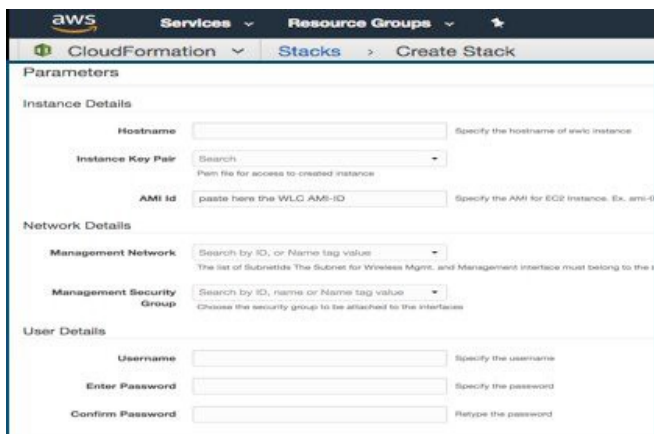 aws Services Resource Groups
CloudFormation Stacks > Create Stack
Parameters
Instance Details
Hostname Specify the hostname of ewlc instance
Instance Key Pair Search
Pem file for access to created instance
AMI Id paste here the WLC AMI-ID Specify the AMI for EC2 Instance. Ex. ami-0
Network Details
Management Network Search by ID, or Name tag value
The list of SubnetIds The Subnet for Wireless Mgmt. and Management interface must belong to the
Management Security Search by ID, name or Name tag value
Group Choose the security group to be attached to the interfaces
User Details
Username Specify the username
Enter Password Specify the password
Confirm Password Retype the password